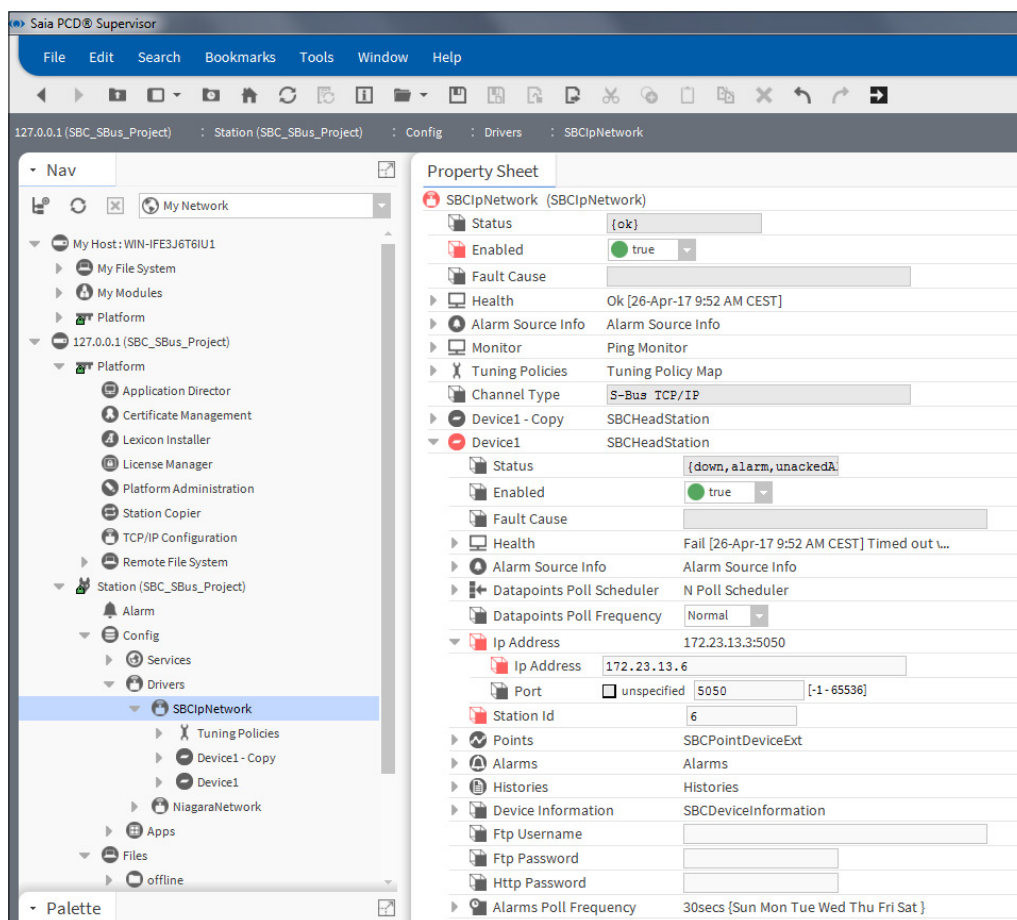 Saia PCD® Supervisor
File Edit Search Bookmarks Tools Window Help
127.0.0.1 (SBC_SBus_Project) : Station (SBC_SBus_Project) : Config : Drivers : SBCIpNetwork
Nav
My Network
My Host : WIN-IFE3J6T6IU1
My File System
My Modules
Platform
127.0.0.1 (SBC_SBus_Project)
Platform
Application Director
Certificate Management
Lexicon Installer
License Manager
Platform Administration
Station Copier
TCP/IP Configuration
Remote File System
Station (SBC_SBus_Project)
Alarm
Config
Services
Drivers
SBCIpNetwork
Tuning Policies
Device1 - Copy
Device1
NiagaraNetwork
Apps
Files
offline
Palette
Property Sheet
SBCIpNetwork (SBCIpNetwork)
Status {ok}
Enabled true
Fault Cause
Health Ok [26-Apr-17 9:52 AM CEST]
Alarm Source Info Alarm Source Info
Monitor Ping Monitor
Tuning Policies Tuning Policy Map
Channel Type S-Bus TCP/IP
Device1 - Copy SBCHeadStation
Device1 SBCHeadStation
Status {down,alarm,unackedA
Enabled true
Fault Cause
Health Fail [26-Apr-17 9:52 AM CEST] Timed out w...
Alarm Source Info Alarm Source Info
Datapoints Poll Scheduler N Poll Scheduler
Datapoints Poll Frequency Normal
Ip Address 172.23.13.3:5050
Ip Address 172.23.13.6
Port unspecified 5050 [-1 - 65536]
Station Id 6
Points SBCPointDeviceExt
Alarms Alarms
Histories Histories
Device Information SBCDeviceInformation
Ftp Username
Ftp Password
Http Password
Alarms Poll Frequency 30secs {Sun Mon Tue Wed Thu Fri Sat }